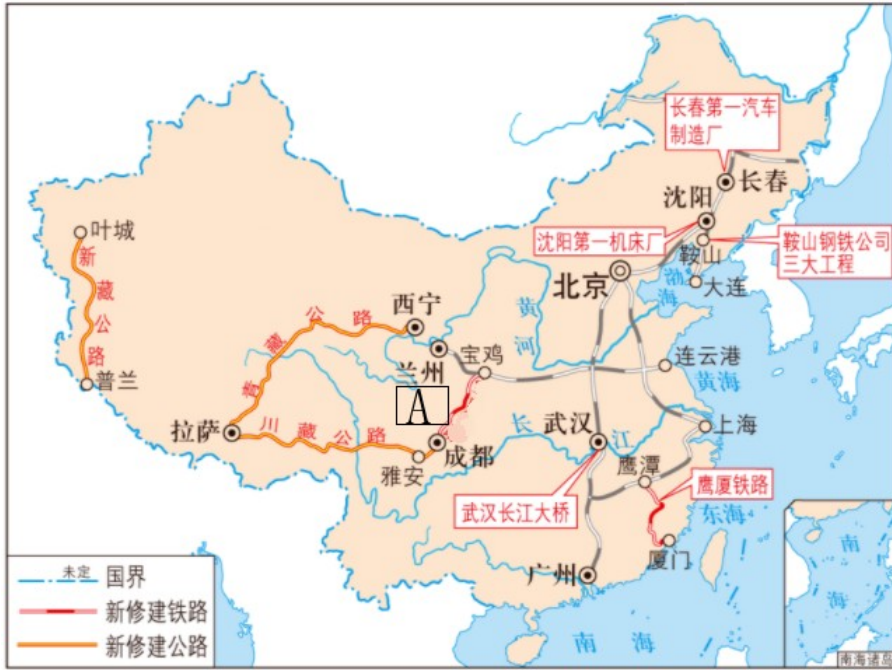 长春第一汽车
制造厂
长春
沈阳
沈阳第一机床厂
鞍山钢铁公司
三大工程
鞍山
渤海
大连
北京
叶城
新藏公路
普兰
西宁
青藏公路
兰州
宝鸡
黄河
连云港
黄海
A
拉萨
川藏公路
雅安
成都
长江
武汉
上海
武汉长江大桥
鹰潭
鹰厦铁路
东海
厦门
广州
南海
未定 国界
新修建铁路
新修建公路
南海
南海诸岛